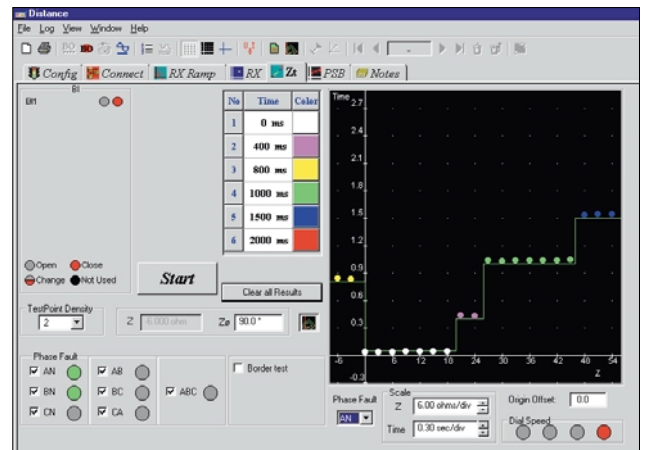 Distance
File Log View Window Help
Config Connect RX Ramp RX Zt PSB Notes
B1
BI1
Open Close
Change Not Used
Start
No Time Color
1 0 ms
2 400 ms
3 800 ms
4 1000 ms
5 1500 ms
6 2000 ms
Clear all Results
TestPoint Density
2
Z -6.000 ohm
Zø 90.0 °
Phase Fault
AN AB
BN BC ABC
CN CA
Border test
Time
2.7
2.4
2.1
1.8
1.5
1.2
0.9
0.6
0.3
-6 6 12 18 24 30 36 42 48 54
Z
-0.3
Phase Fault
AN
Scale
Z 6.00 ohms/div
Time 0.30 sec/div
Origin Offset: 0.0
Dial Speed